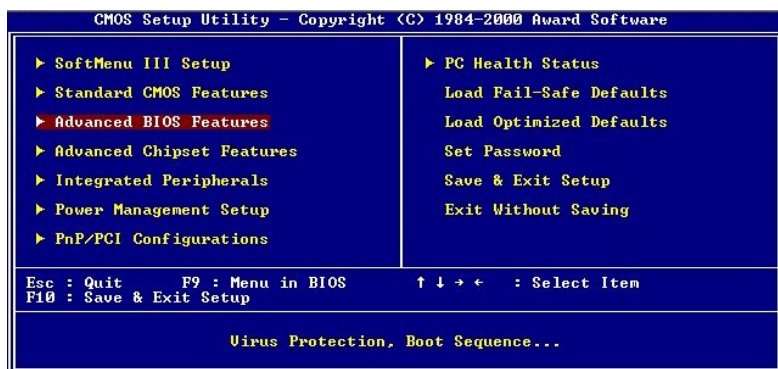 CMOS Setup Utility - Copyright (C) 1984-2000 Award Software
▶ SoftMenu III Setup
▶ Standard CMOS Features
▶ Advanced BIOS Features
▶ Advanced Chipset Features
▶ Integrated Peripherals
▶ Power Management Setup
▶ PnP/PCI Configurations
▶ PC Health Status
Load Fail-Safe Defaults
Load Optimized Defaults
Set Password
Save & Exit Setup
Exit Without Saving
Esc : Quit F9 : Menu in BIOS ↑ ↓ → ← : Select Item
F10 : Save & Exit Setup
Virus Protection, Boot Sequence...